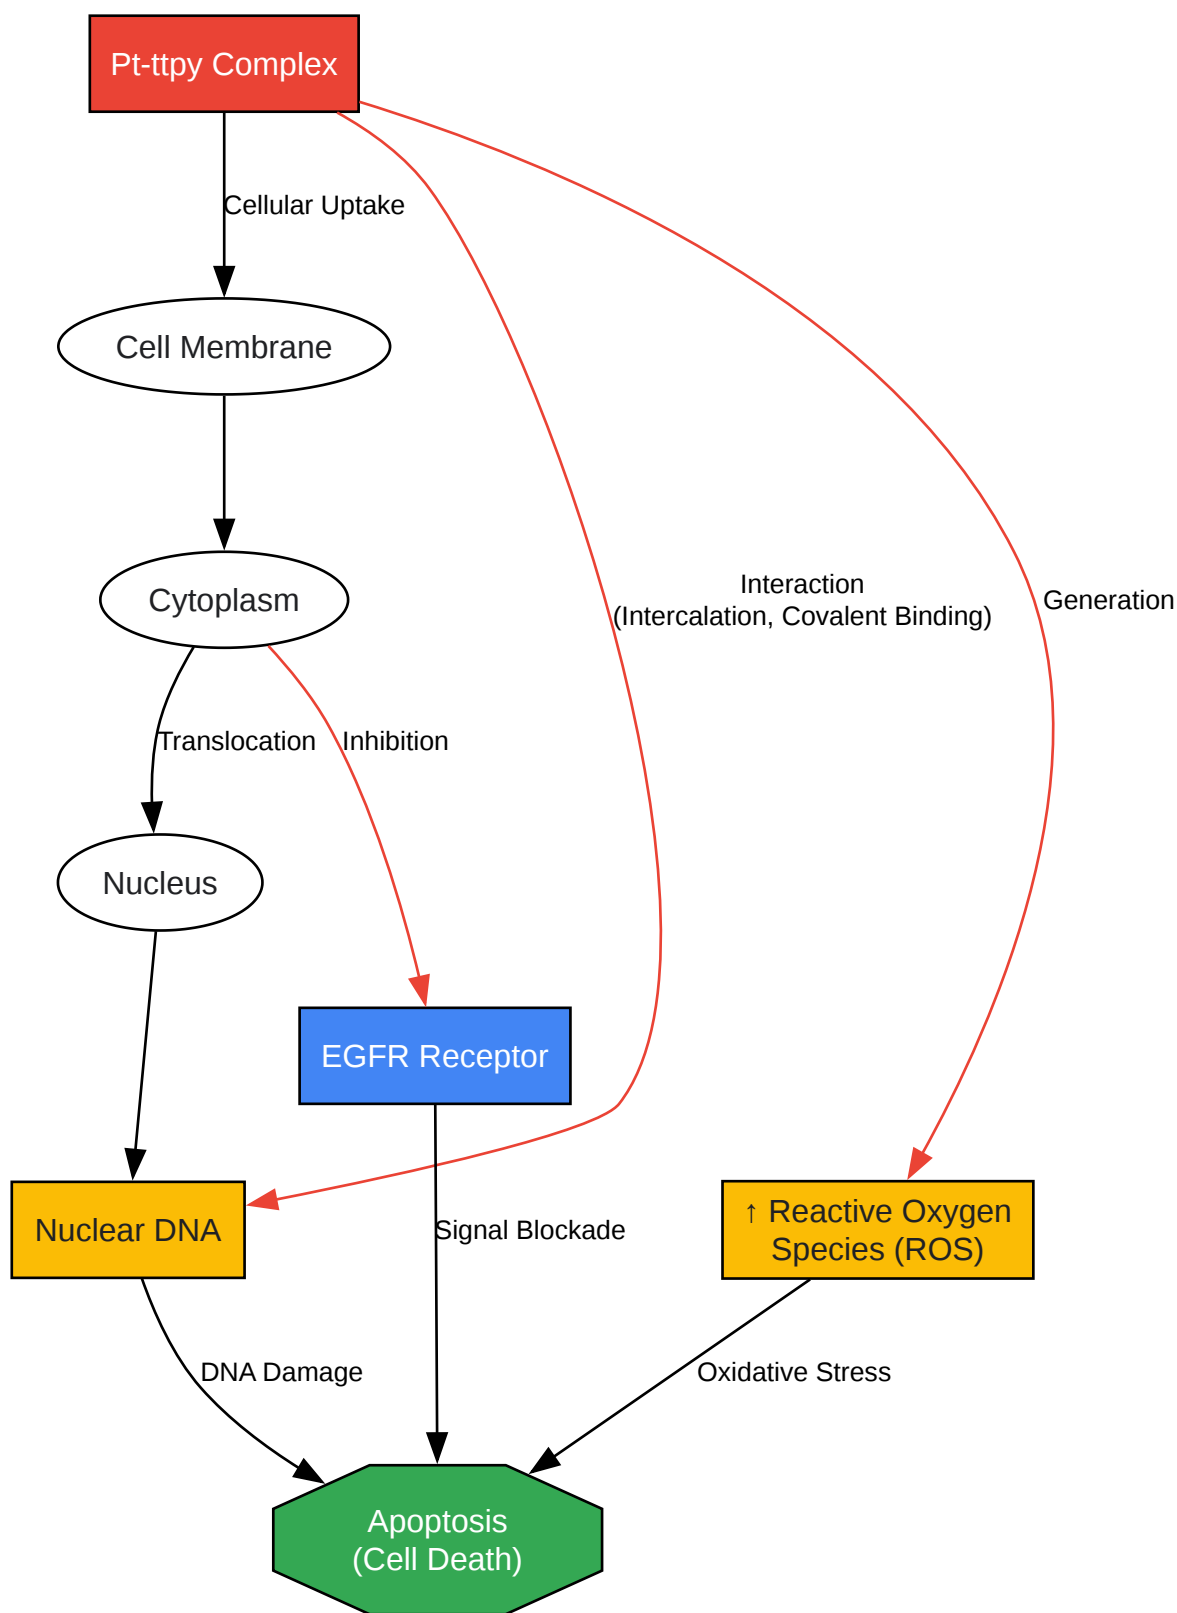 Pt-ttpy Complex
Cellular Uptake
Cell Membrane
Interaction
(Intercalation, Covalent Binding)
Generation
Cytoplasm
Translocation
Inhibition
Nucleus
EGFR Receptor
Nuclear DNA
Signal Blockade
↑ Reactive Oxygen
Species (ROS)
DNA Damage
Oxidative Stress
Apoptosis
(Cell Death)